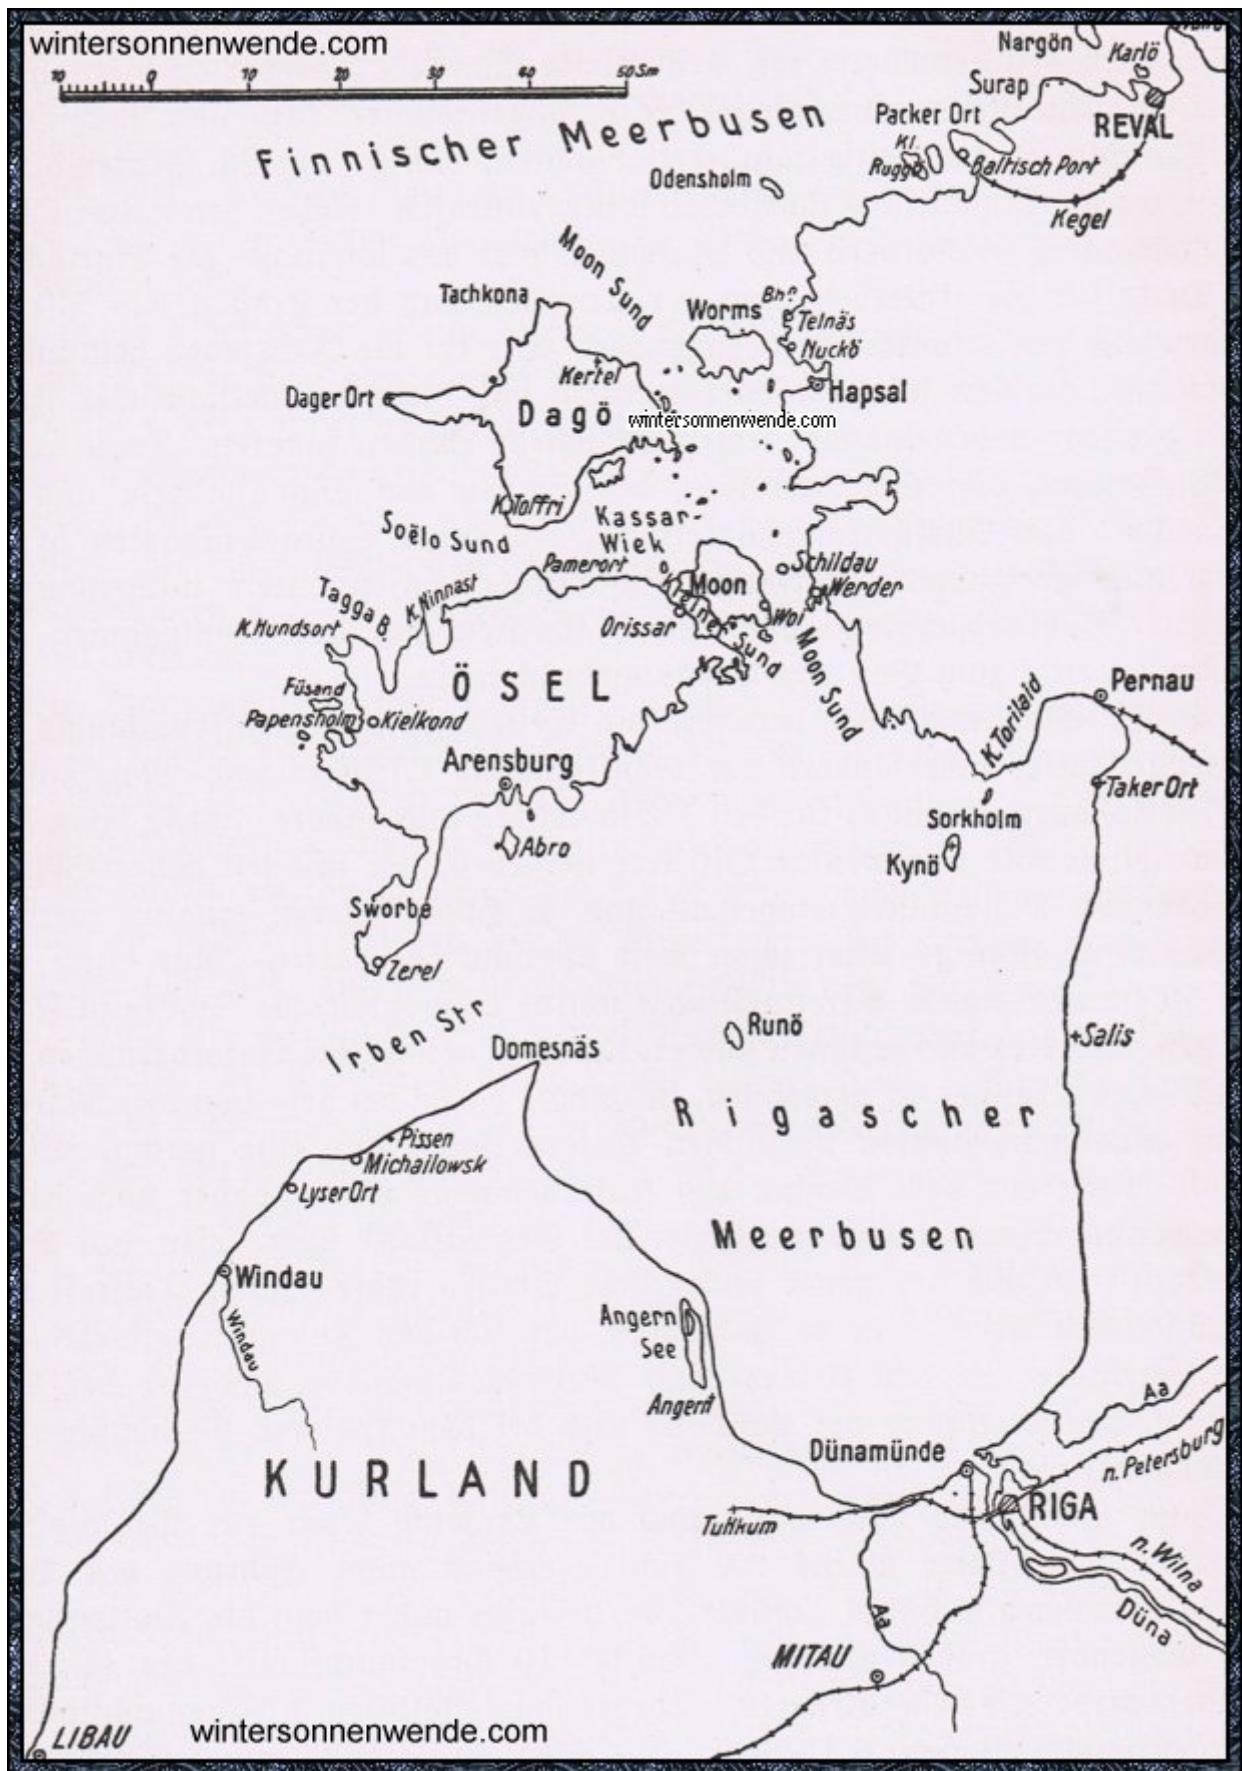 wintersonnenwende.com
10 0 10 20 30 40 50 Sm
Nargön
Karlö
Surap
Packer Ort
REVAL
Finnischer Meerbusen
Kl.
Ruggö
Baltisch Port
Odensholm
Kegel
Moon Sund
Tachkona
Worms
Bhf.
Telnäs
Nuckö
Kertel
Dager Ort
Hapsal
Dagö
wintersonnenwende.com
K. Toffri
Kassar-
Wiek
Soëlo Sund
Pamerort
Schildau
Moon
Werder
K. Ninnast
Tagga B.
Kleiner Sund
Woi
Orissar
K. Hundsort
Moon Sund
ÖSEL
Füsand
Pernau
K. Torilaid
Papensholm
Kielkond
Arensburg
Taker Ort
Sorkholm
Abro
Kynö
Sworbe
Zerel
Irben Str
Runö
Salis
Domesnäs
Rigascher
Pissen
Michailowsk
Lyser Ort
Meerbusen
Windau
Windau
Angern
See
Angern
Aa
Dünamünde
n. Petersburg
KURLAND
RIGA
Tukkum
n. Wilna
Düna
Aa
MITAU
LIBAU
wintersonnenwende.com